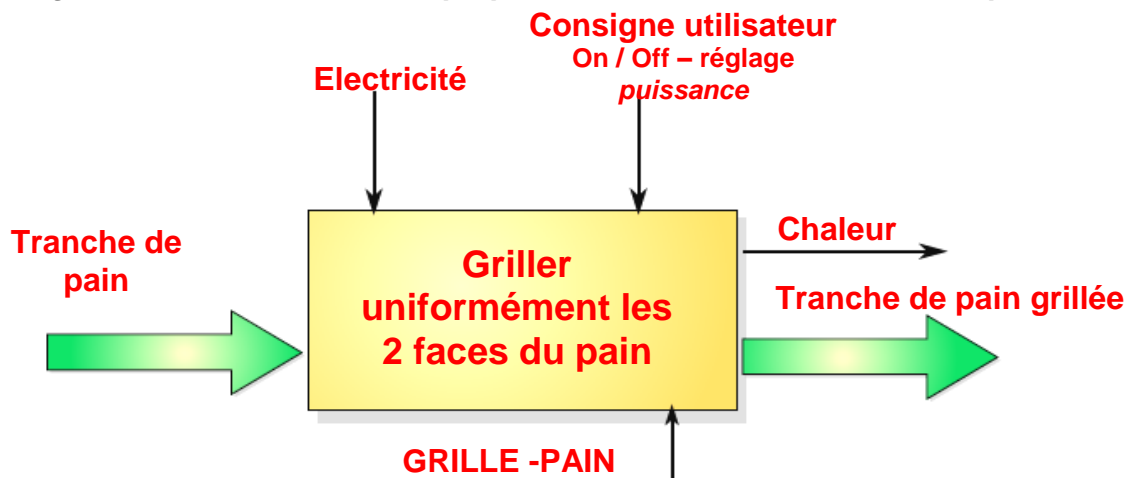 Consigne utilisateur
On / Off – réglage
puissance
Electricité
Tranche de
pain
Griller
uniformément les
2 faces du pain
Chaleur
Tranche de pain grillée
GRILLE -PAIN